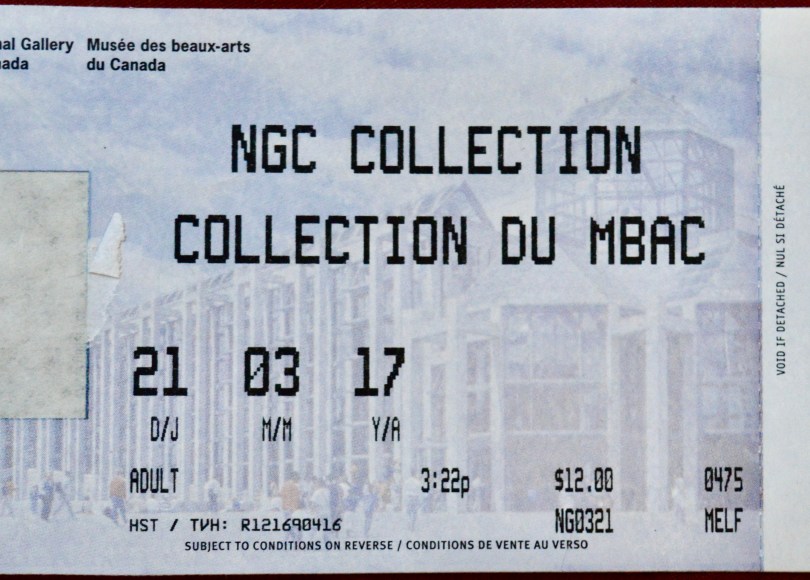 al Gallery Musée des beaux-arts
ada du Canada
NGC COLLECTION
COLLECTION DU MBAC
21 03 17
D/J M/M Y/A
ADULT 3:22p $12.00 0475
HST / TVH: R121690416 NG0321 MELF
SUBJECT TO CONDITIONS ON REVERSE / CONDITIONS DE VENTE AU VERSO
VOID IF DETACHED / NUL SI DÉTACHÉ